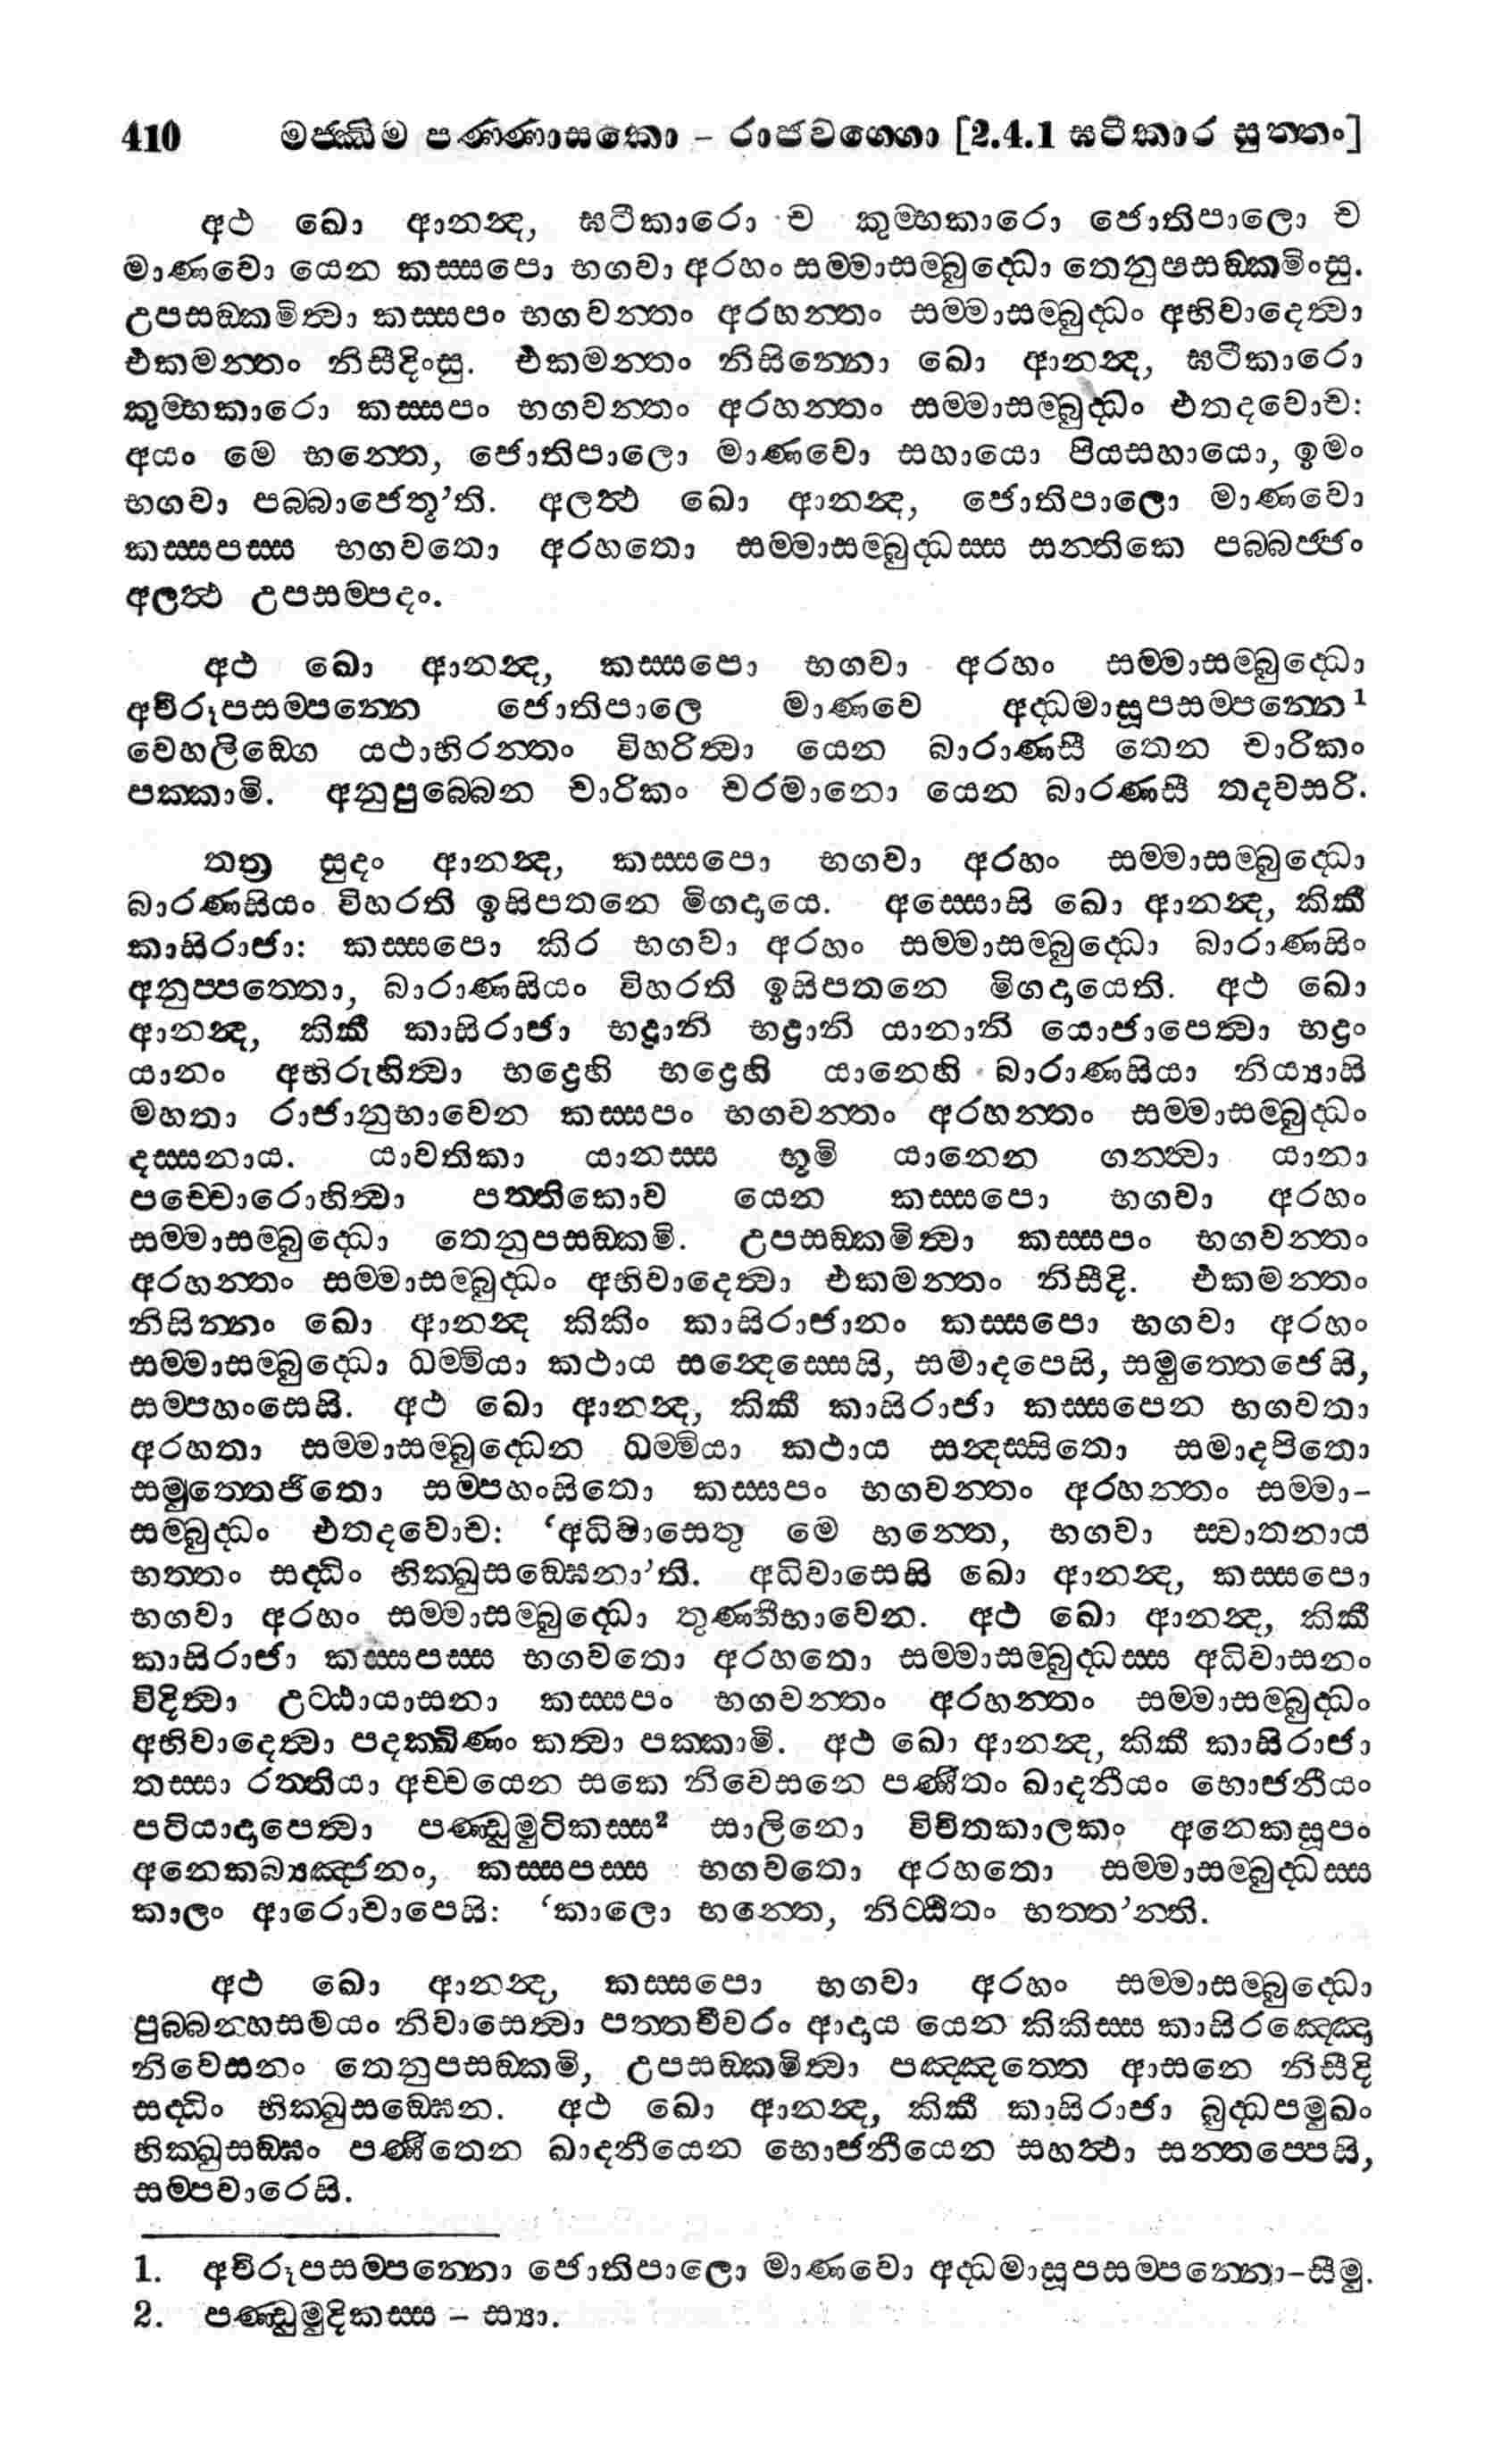 410 මජ්ඣිම පණ්ණාසකො – රාජවග්ගො [2.4.1 ඝටීකාර සුත්තං]
අථ ඛො ආනන්ද, ඝටීකාරො ච කුම්භකාරො ජොතිපාලො ච
මාණවො යෙන කස්සපො භගවා අරහං සම්මාසම්බුද්ධො තෙනුපසඞ්කමිංසු.
උපසඞ්කමිත්වා කස්සපං භගවන්තං අරහන්තං සම්මාසම්බුද්ධං අභිවාදෙත්වා
එකමන්තං නිසීදිංසු. එකමන්තං නිසින්නො ඛො ආනන්ද, ඝටීකාරො
කුම්භකාරො කස්සපං භගවන්තං අරහන්තං සම්මාසම්බුද්ධං එතදවොච:
අයං මෙ භන්තෙ, ජොතිපාලො මාණවො සහායො පියසහායො, ඉමං
භගවා පබ්බාජෙතූ’ති. අලත්ථ ඛො ආනන්ද, ජොතිපාලො මාණවො
කස්සපස්ස භගවතො අරහතො සම්මාසම්බුද්ධස්ස සන්තිකෙ පබ්බජ්ජං
අලත්ථ උපසම්පදං.
අථ ඛො ආනන්ද, කස්සපො භගවා අරහං සම්මාසම්බුද්ධො
අචිරූපසම්පන්නෙ ජොතිපාලෙ මාණවෙ අද්ධමාසූපසම්පන්නෙ¹
වෙහලිඞ්ගෙ යථාභිරන්තං විහරිත්වා යෙන බාරාණසී තෙන චාරිකං
පක්කාමි. අනුපුබ්බෙන චාරිකං චරමානො යෙන බාරණසී තදවසරි.
තත්‍ර සුදං ආනන්ද, කස්සපො භගවා අරහං සම්මාසම්බුද්ධො
බාරණසියං විහරති ඉසිපතනෙ මිගදායෙ. අස්සොසි ඛො ආනන්ද, කිකී
කාසිරාජා: කස්සපො කිර භගවා අරහං සම්මාසම්බුද්ධො බාරාණසිං
අනුප්පත්තො, බාරාණසියං විහරති ඉසිපතනෙ මිගදායෙති. අථ ඛො
ආනන්ද, කිකී කාසිරාජා භද්‍රානි භද්‍රානි යානානි යොජාපෙත්වා භද්‍රං
යානං අභිරුහිත්වා භද්‍රෙහි භද්‍රෙහි යානෙහි බාරාණසියා නිය්‍යාසි
මහතා රාජානුභාවෙන කස්සපං භගවන්තං අරහන්තං සම්මාසම්බුද්ධං
දස්සනාය. යාවතිකා යානස්ස භූමි යානෙන ගන්ත්වා යානා
පච්චොරොහිත්වා පත්තිකොව යෙන කස්සපො භගවා අරහං
සම්මාසම්බුද්ධො තෙනුපසඞ්කමි. උපසඞ්කමිත්වා කස්සපං භගවන්තං
අරහන්තං සම්මාසම්බුද්ධං අභිවාදෙත්වා එකමන්තං නිසීදි. එකමන්තං
නිසින්නං ඛො ආනන්ද කිකිං කාසිරාජානං කස්සපො භගවා අරහං
සම්මාසම්බුද්ධො ධම්මියා කථාය සන්දෙස්සෙසි, සමාදපෙසි, සමුත්තෙජෙසි,
සම්පහංසෙසි. අථ ඛො ආනන්ද, කිකී කාසිරාජා කස්සපෙන භගවතා
අරහතා සම්මාසම්බුද්ධෙන ධම්මියා කථාය සන්දස්සිතො සමාදපිතො
සමුත්තෙජිතො සම්පහංසිතො කස්සපං භගවන්තං අරහන්තං සම්මා-
සම්බුද්ධං එතදවොච: ‘අධිවාසෙතු මෙ භන්තෙ, භගවා ස්වාතනාය
භත්තං සද්ධිං භික්ඛුසඞ්ඝෙනා’ති. අධිවාසෙසි ඛො ආනන්ද, කස්සපො
භගවා අරහං සම්මාසම්බුද්ධො තුණ්හීභාවෙන. අථ ඛො ආනන්ද, කිකී
කාසිරාජා කස්සපස්ස භගවතො අරහතො සම්මාසම්බුද්ධස්ස අධිවාසනං
විදිත්වා උට්ඨායාසනා කස්සපං භගවන්තං අරහන්තං සම්මාසම්බුද්ධං
අභිවාදෙත්වා පදක්ඛිණං කත්වා පක්කාමි. අථ ඛො ආනන්ද, කිකී කාසිරාජා
තස්සා රත්තියා අච්චයෙන සකෙ නිවෙසනෙ පණීතං ඛාදනීයං භොජනීයං
පටියාදාපෙත්වා පණ්ඩුමුටිකස්ස² සාලිනො විචිතකාලකං අනෙකසූපං
අනෙකබ්‍යඤ්ජනං, කස්සපස්ස භගවතො අරහතො සම්මාසම්බුද්ධස්ස
කාලං ආරොචාපෙසි: ‘කාලො භන්තෙ, නිට්ඨිතං භත්ත’න්ති.
අථ ඛො ආනන්ද, කස්සපො භගවා අරහං සම්මාසම්බුද්ධො
පුබ්බන්හසමයං නිවාසෙත්වා පත්තචීවරං ආදාය යෙන කිකිස්ස කාසිරඤ්ඤො
නිවෙසනං තෙනුපසඞ්කමි, උපසඞ්කමිත්වා පඤ්ඤත්තෙ ආසනෙ නිසීදි
සද්ධිං භික්ඛුසඞ්ඝෙන. අථ ඛො ආනන්ද, කිකී කාසිරාජා බුද්ධපමුඛං
භික්ඛුසඞ්ඝං පණීතෙන ඛාදනීයෙන භොජනීයෙන සහත්ථා සන්තප්පෙසි,
සම්පවාරෙසි.
1. අචිරූපසම්පන්නො ජොතිපාලො මාණවො අද්ධමාසූපසම්පන්නො–සීමු.
2. පණ්ඩුමුදිකස්ස – ස්‍යා.